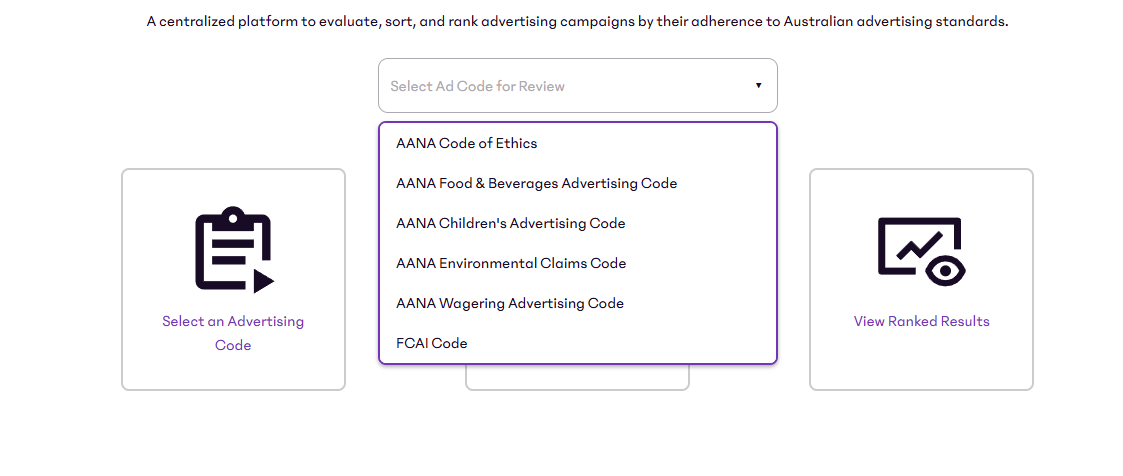 A centralized platform to evaluate, sort, and rank advertising campaigns by their adherence to Australian advertising standards.
Select Ad Code for Review
AANA Code of Ethics
AANA Food & Beverages Advertising Code
AANA Children's Advertising Code
AANA Environmental Claims Code
AANA Wagering Advertising Code
FCAI Code
Select an Advertising
Code
View Ranked Results